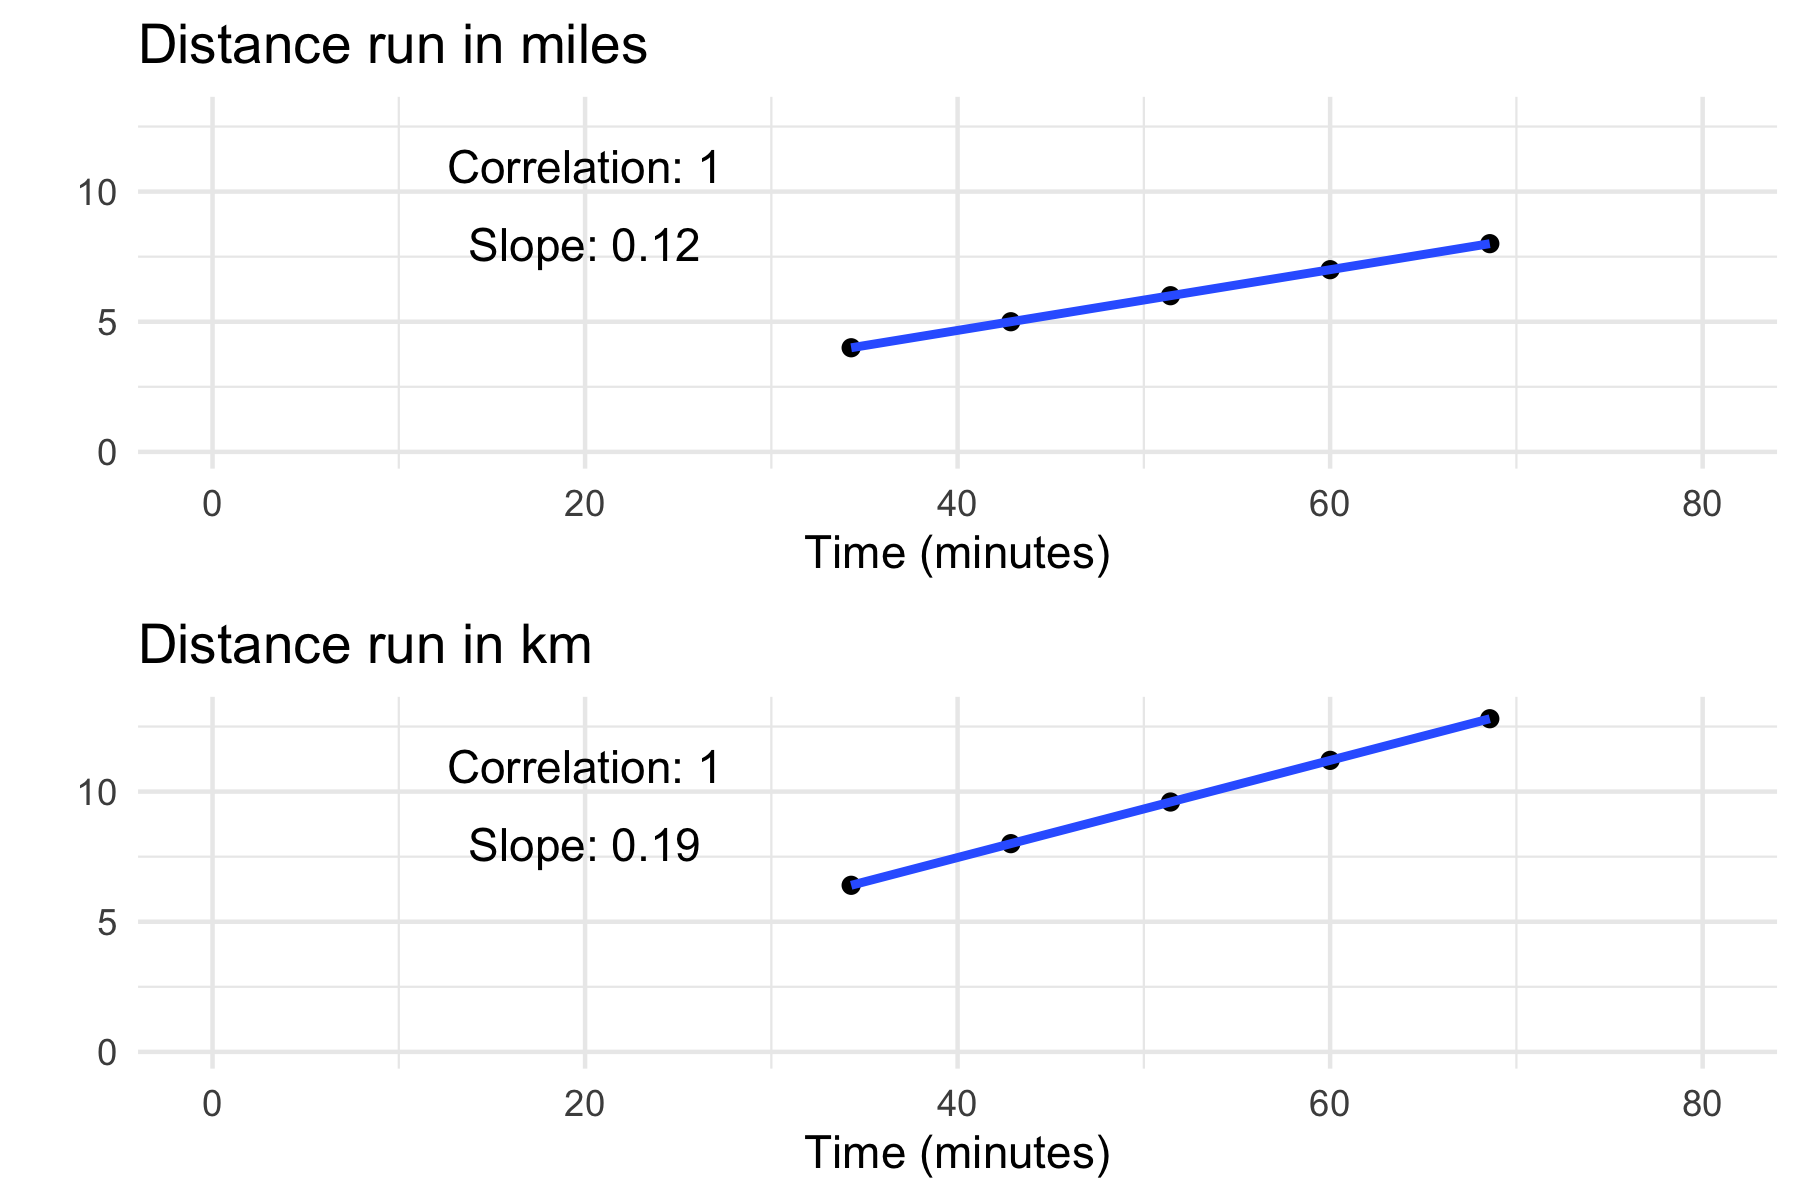 Distance run in miles
Correlation: 1
10
Slope: 0.12
5
0
0 20 40 60 80
Time (minutes)
Distance run in km
Correlation: 1
10
Slope: 0.19
5
0
0 20 40 60 80
Time (minutes)